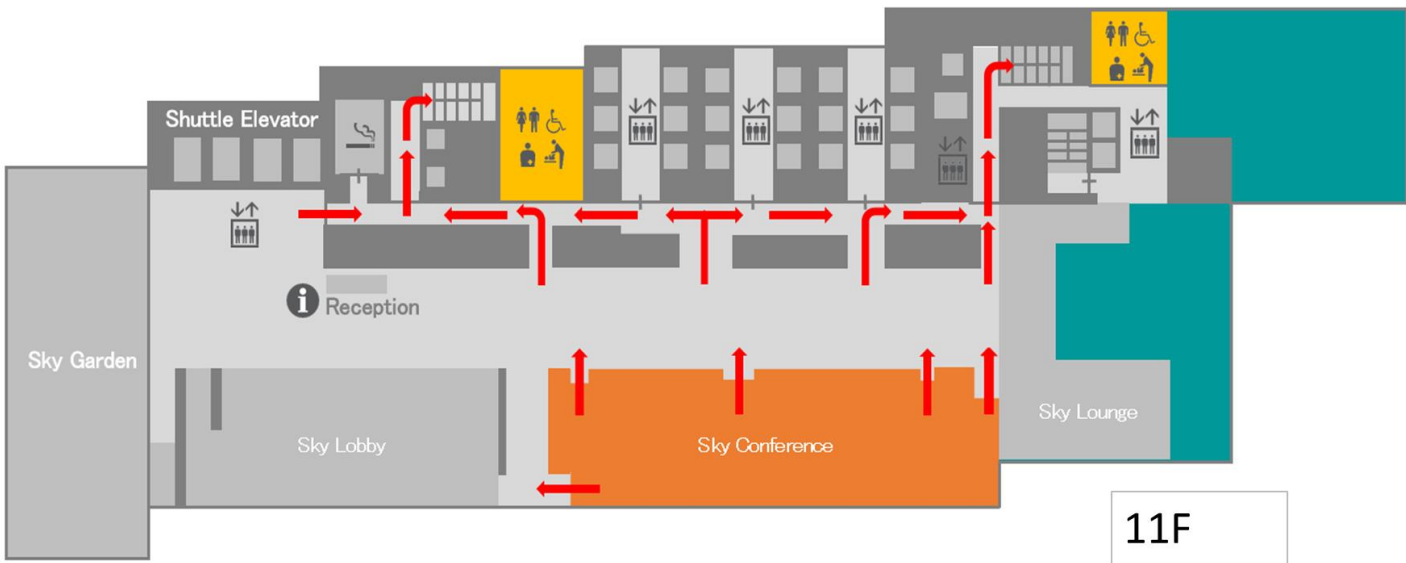 Shuttle Elevator
Reception
Sky Garden
Sky Lobby
Sky Conference
Sky Lounge
11F